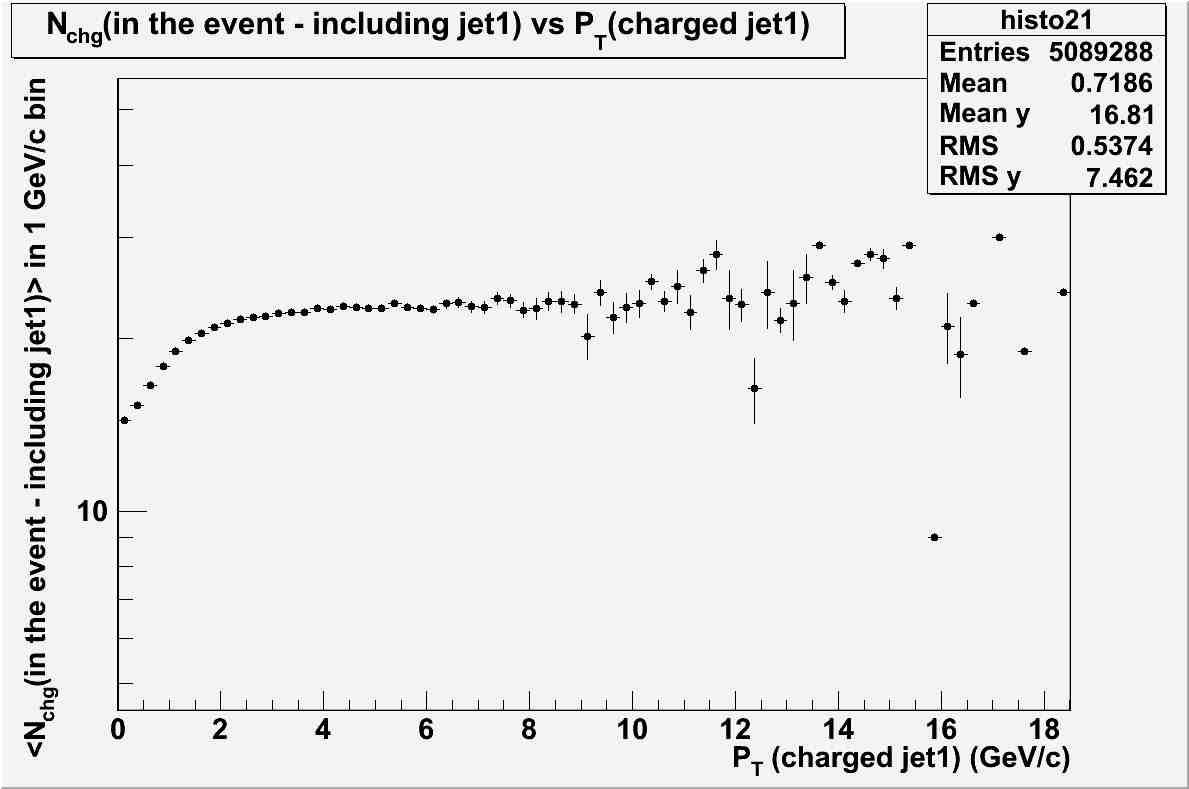 N_chg(in the event - including jet1) vs P_T(charged jet1)
histo21
Entries 5089288
Mean 0.7186
Mean y 16.81
RMS 0.5374
RMS y 7.462
<N_chg(in the event - including jet1)> in 1 GeV/c bin
10
0 2 4 6 8 10 12 14 16 18
P_T (charged jet1) (GeV/c)